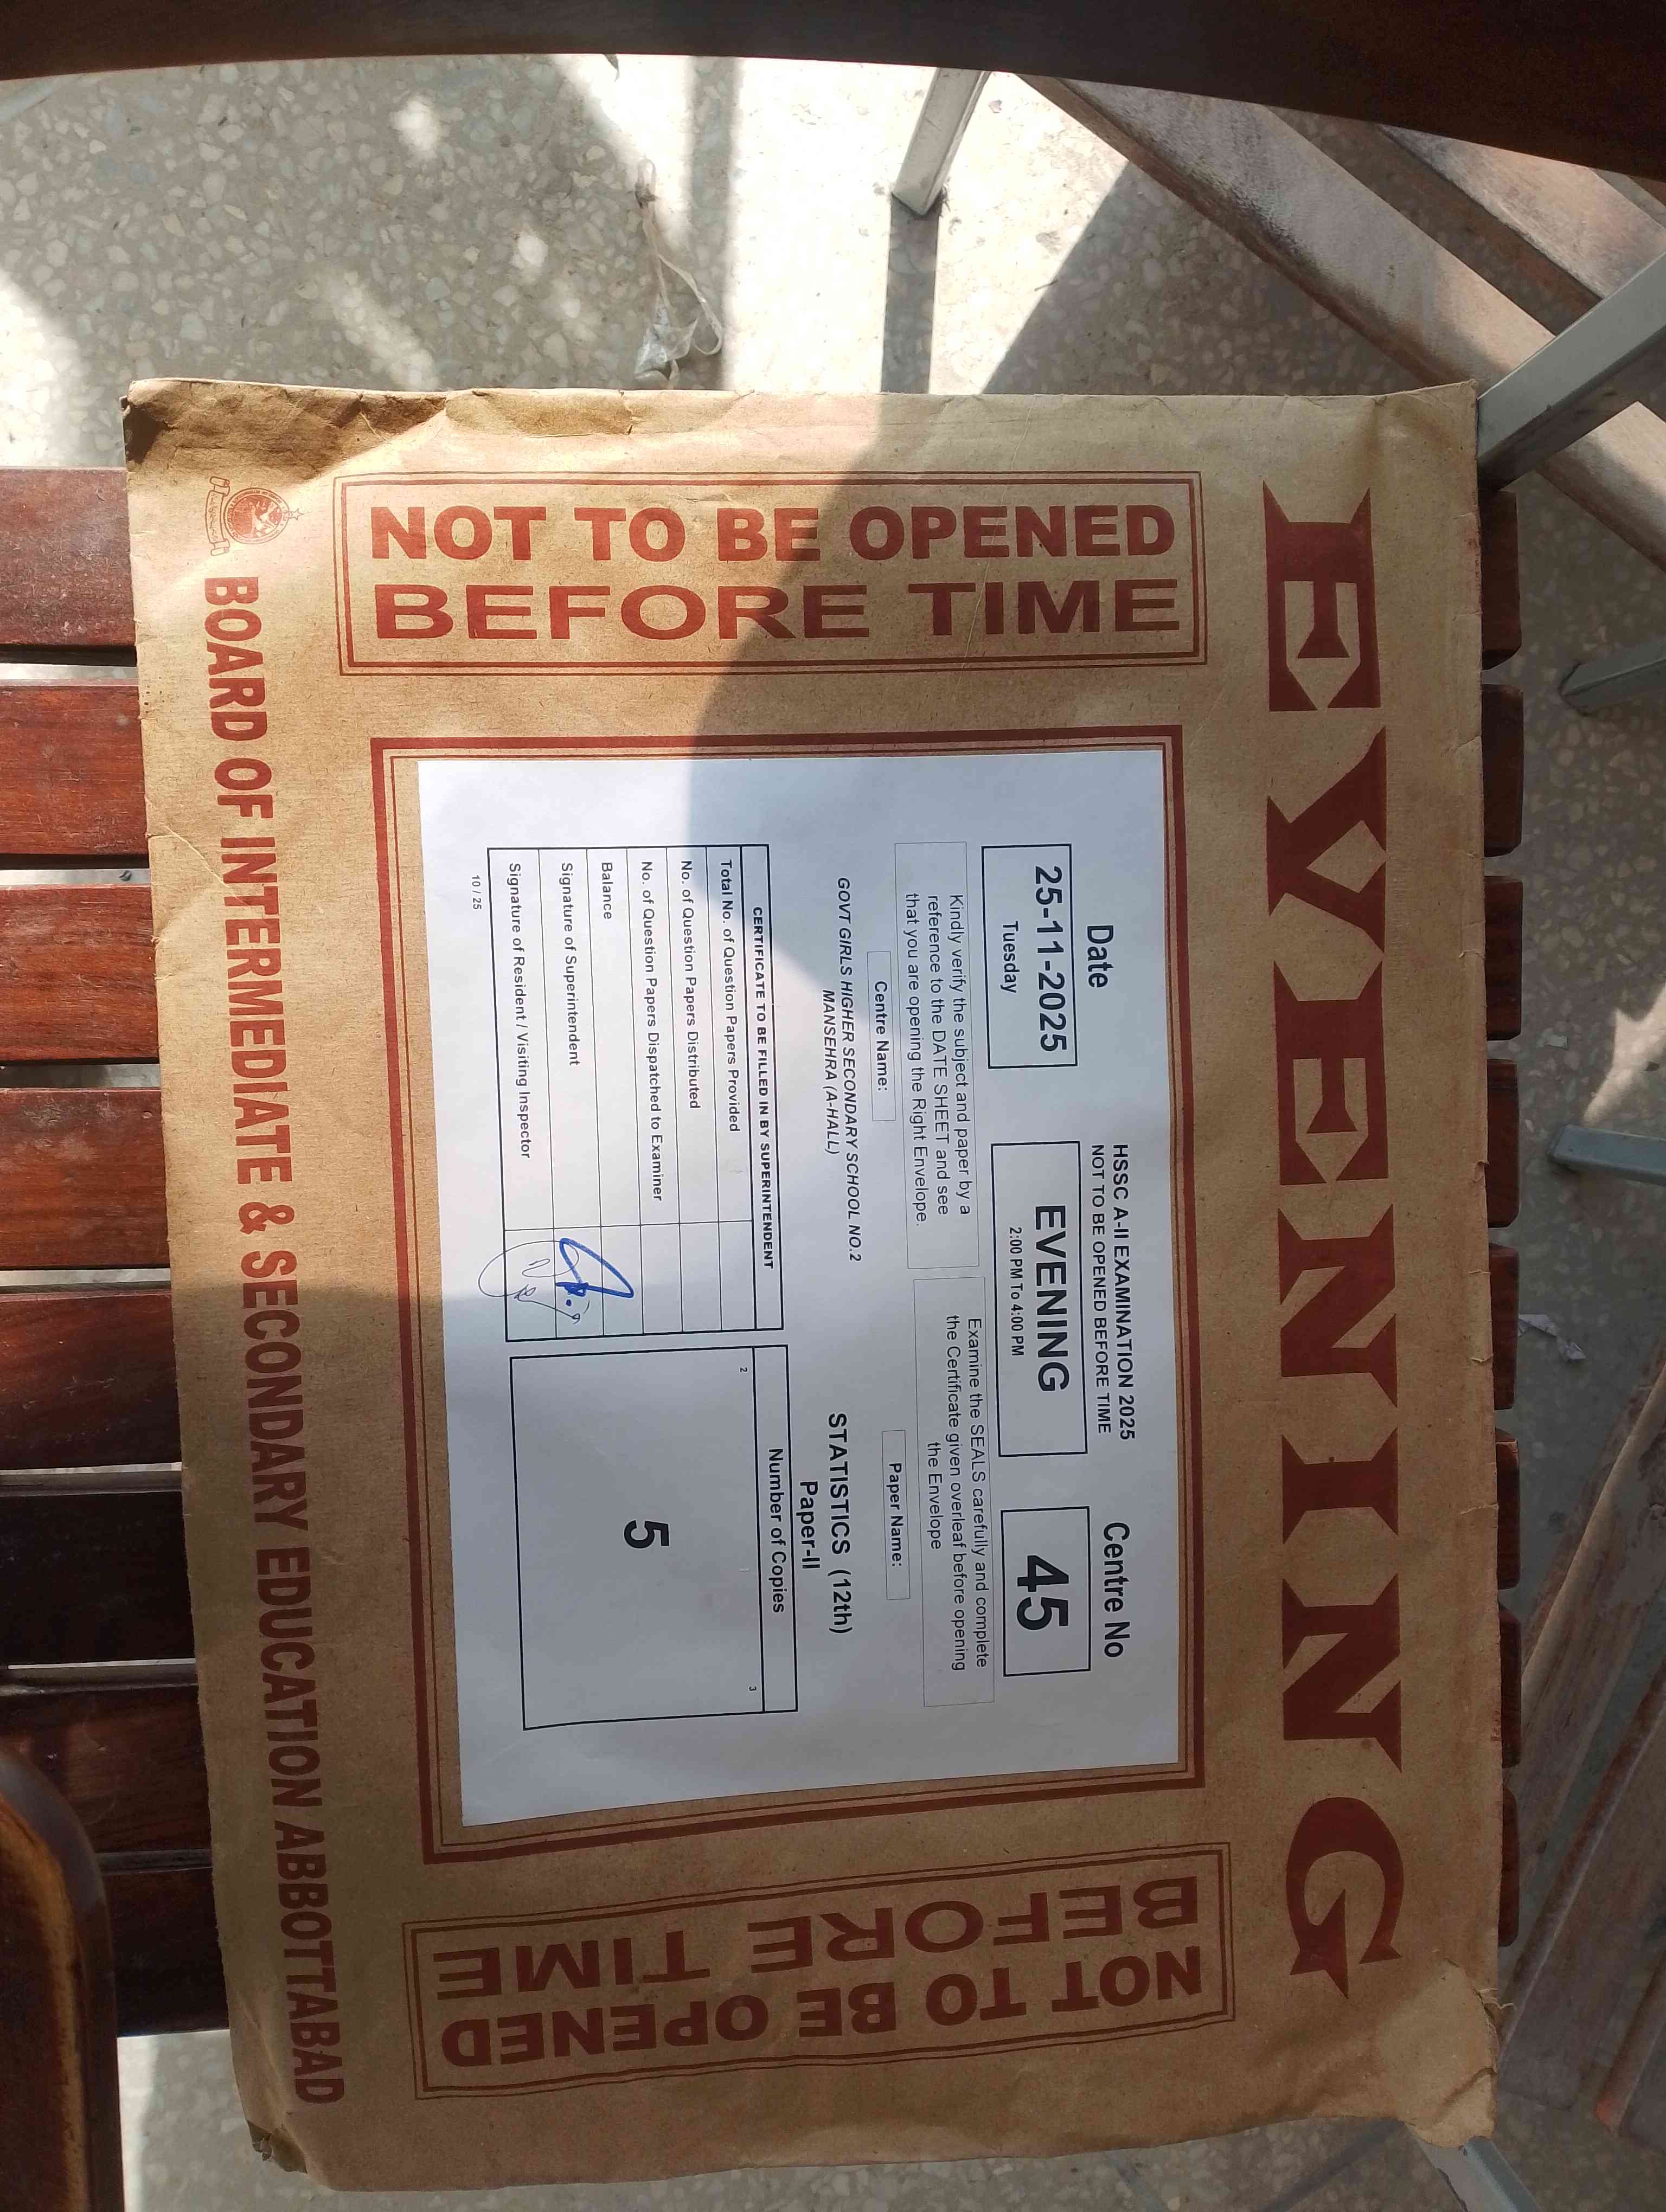 EVENING
NOT TO BE OPENED
BEFORE TIME
HSSC A-II EXAMINATION 2025
NOT TO BE OPENED BEFORE TIME
Date
25-11-2025
Tuesday
EVENING
2:00 PM To 4:00 PM
Centre No
45
Kindly verify the subject and paper by a
reference to the DATE SHEET and see
that you are opening the Right Envelope.
Examine the SEALS carefully and complete
the Certificate given overleaf before opening
the Envelope
Centre Name:
GOVT GIRLS HIGHER SECONDARY SCHOOL NO.2
MANSEHRA (A-HALL)
Paper Name:
STATISTICS (12th)
Paper-II
CERTIFICATE TO BE FILLED IN BY SUPERINTENDENT
Total No. of Question Papers Provided
No. of Question Papers Distributed
No. of Question Papers Dispatched to Examiner
Balance
Signature of Superintendent
Signature of Resident / Visiting Inspector
Number of Copies
2
3
5
10 / 25
NOT TO BE OPENED
BEFORE TIME
BOARD OF INTERMEDIATE & SECONDARY EDUCATION ABBOTTABAD